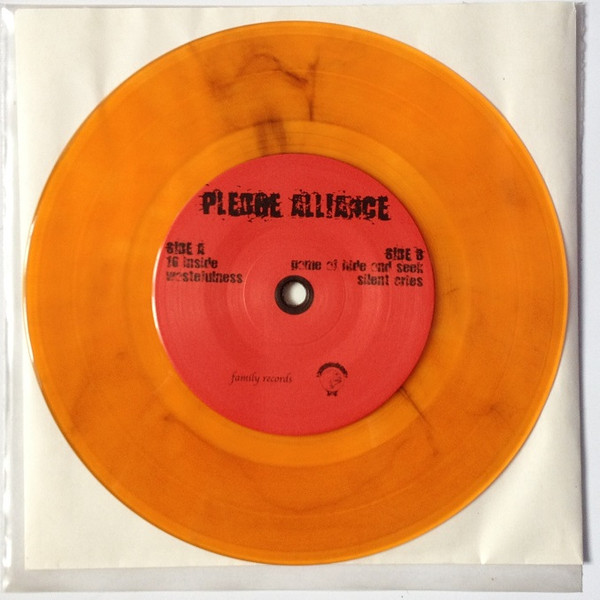 PLEDGE ALLIANCE
SIDE A
16 inside
wastefulness
SIDE B
game of hide and seek
silent cries
family records